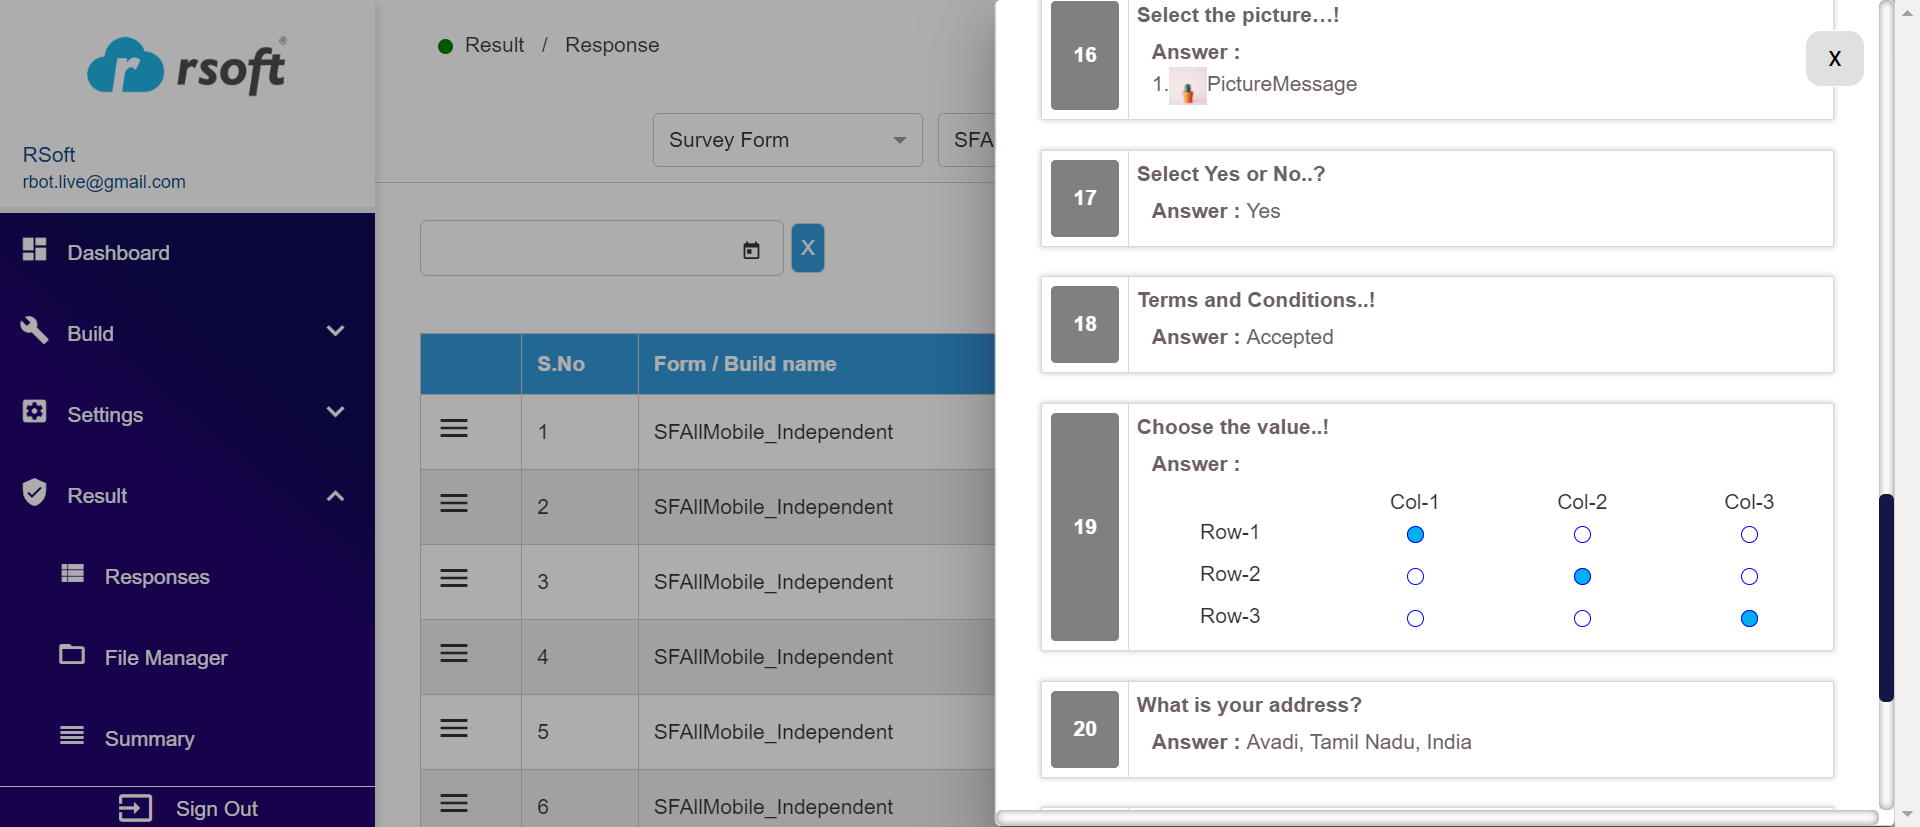 rsoft
®
RSoft
rbot.live@gmail.com
Dashboard
Build
Settings
Result
Responses
File Manager
Summary
Sign Out
Result / Response
Survey Form
SFA
X
S.No Form / Build name
1 SFAllMobile_Independent
2 SFAllMobile_Independent
3 SFAllMobile_Independent
4 SFAllMobile_Independent
5 SFAllMobile_Independent
6 SFAllMobile_Independent
X
16
Select the picture...!
Answer :
1. PictureMessage
17
Select Yes or No..?
Answer : Yes
18
Terms and Conditions..!
Answer : Accepted
19
Choose the value..!
Answer :
Col-1 Col-2 Col-3
Row-1
Row-2
Row-3
20
What is your address?
Answer : Avadi, Tamil Nadu, India